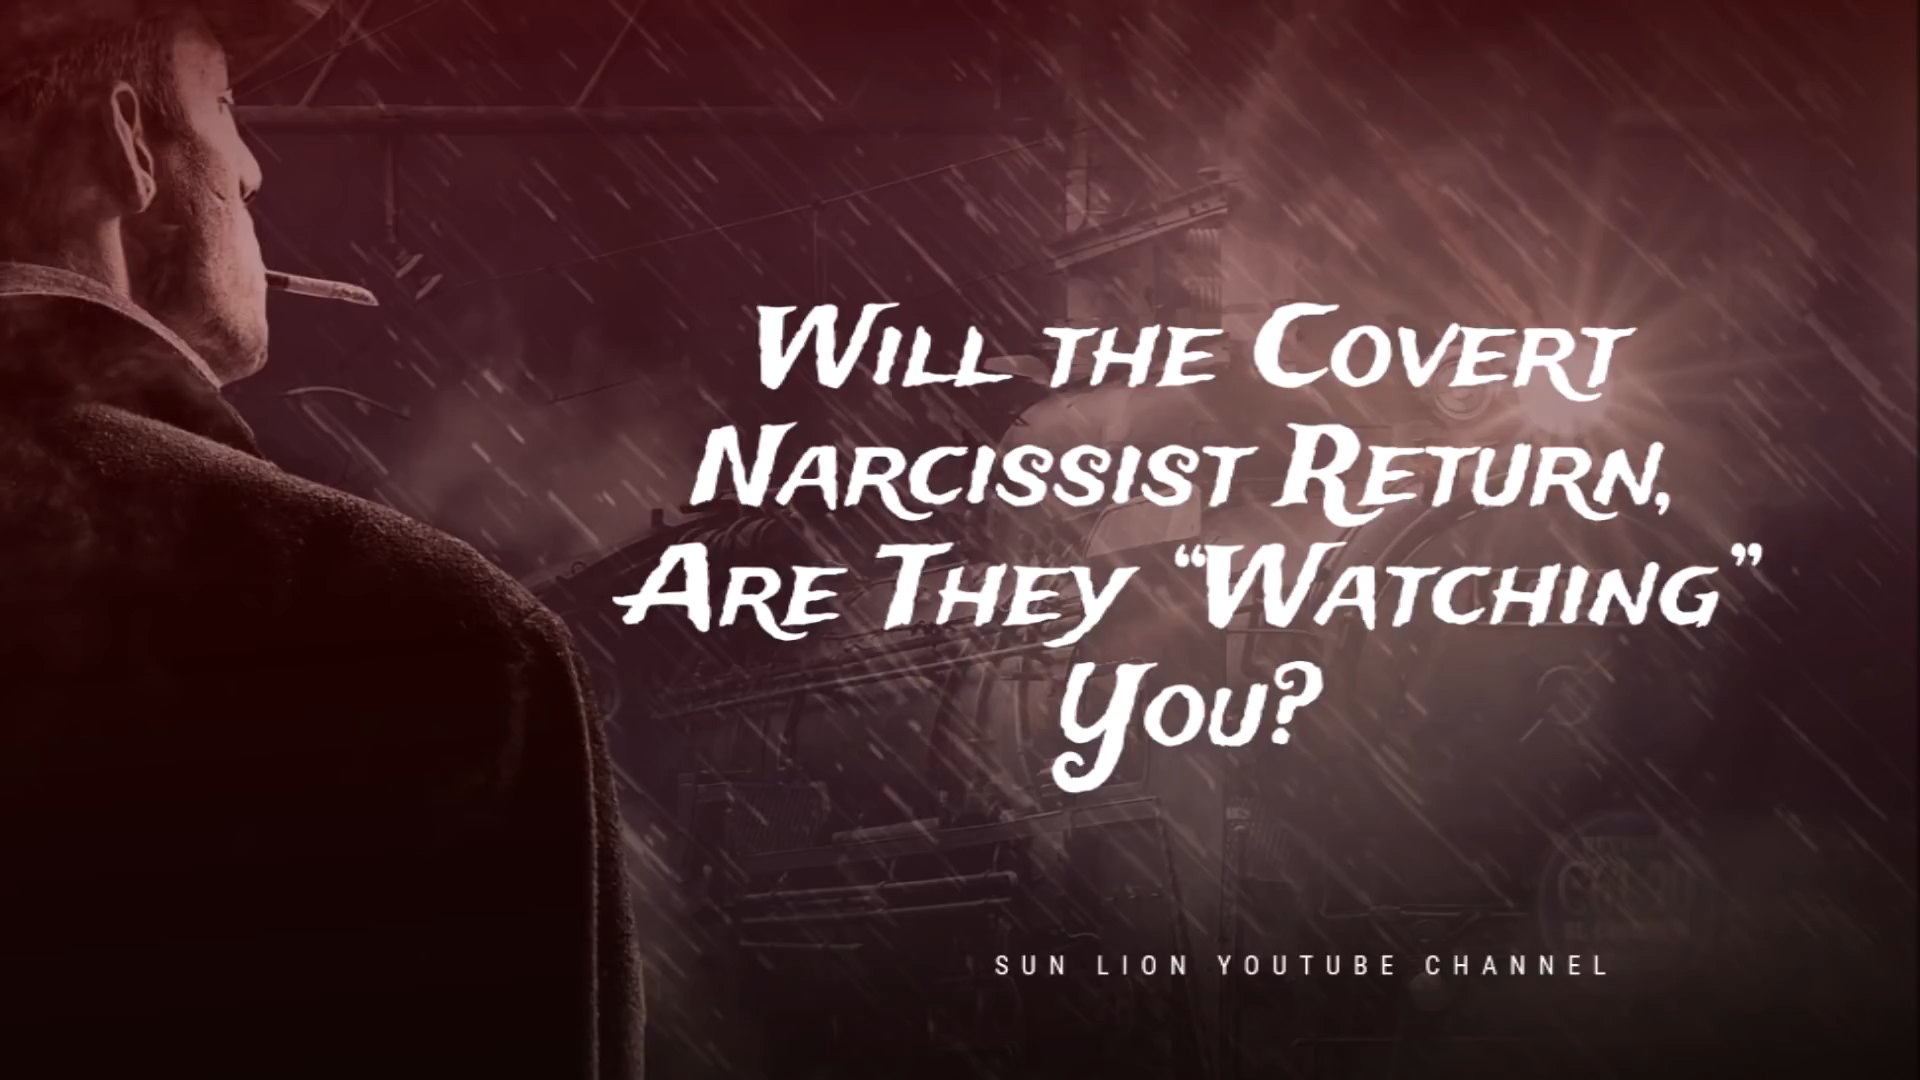 Will the Covert
Narcissist Return,
Are They “Watching”
You?
SUN LION YOUTUBE CHANNEL